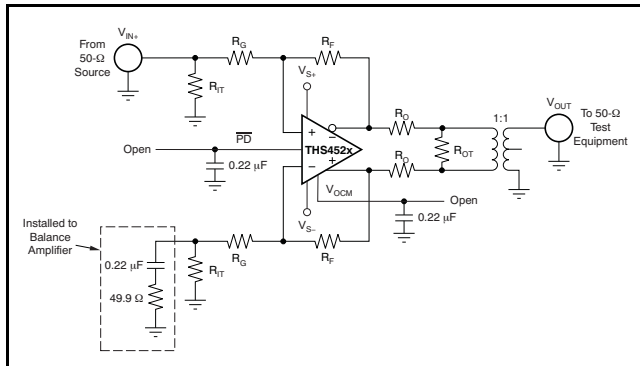 V_IN+
From
50-Ω
Source
R_G
R_F
R_IT
V_S+
PD
Open
0.22 μF
+
−
THS452x
−
+
V_OCM
V_S−
R_O
R_O
R_OT
1:1
V_OUT
To 50-Ω
Test
Equipment
Open
0.22 μF
Installed to
Balance
Amplifier
0.22 μF
49.9 Ω
R_IT
R_G
R_F